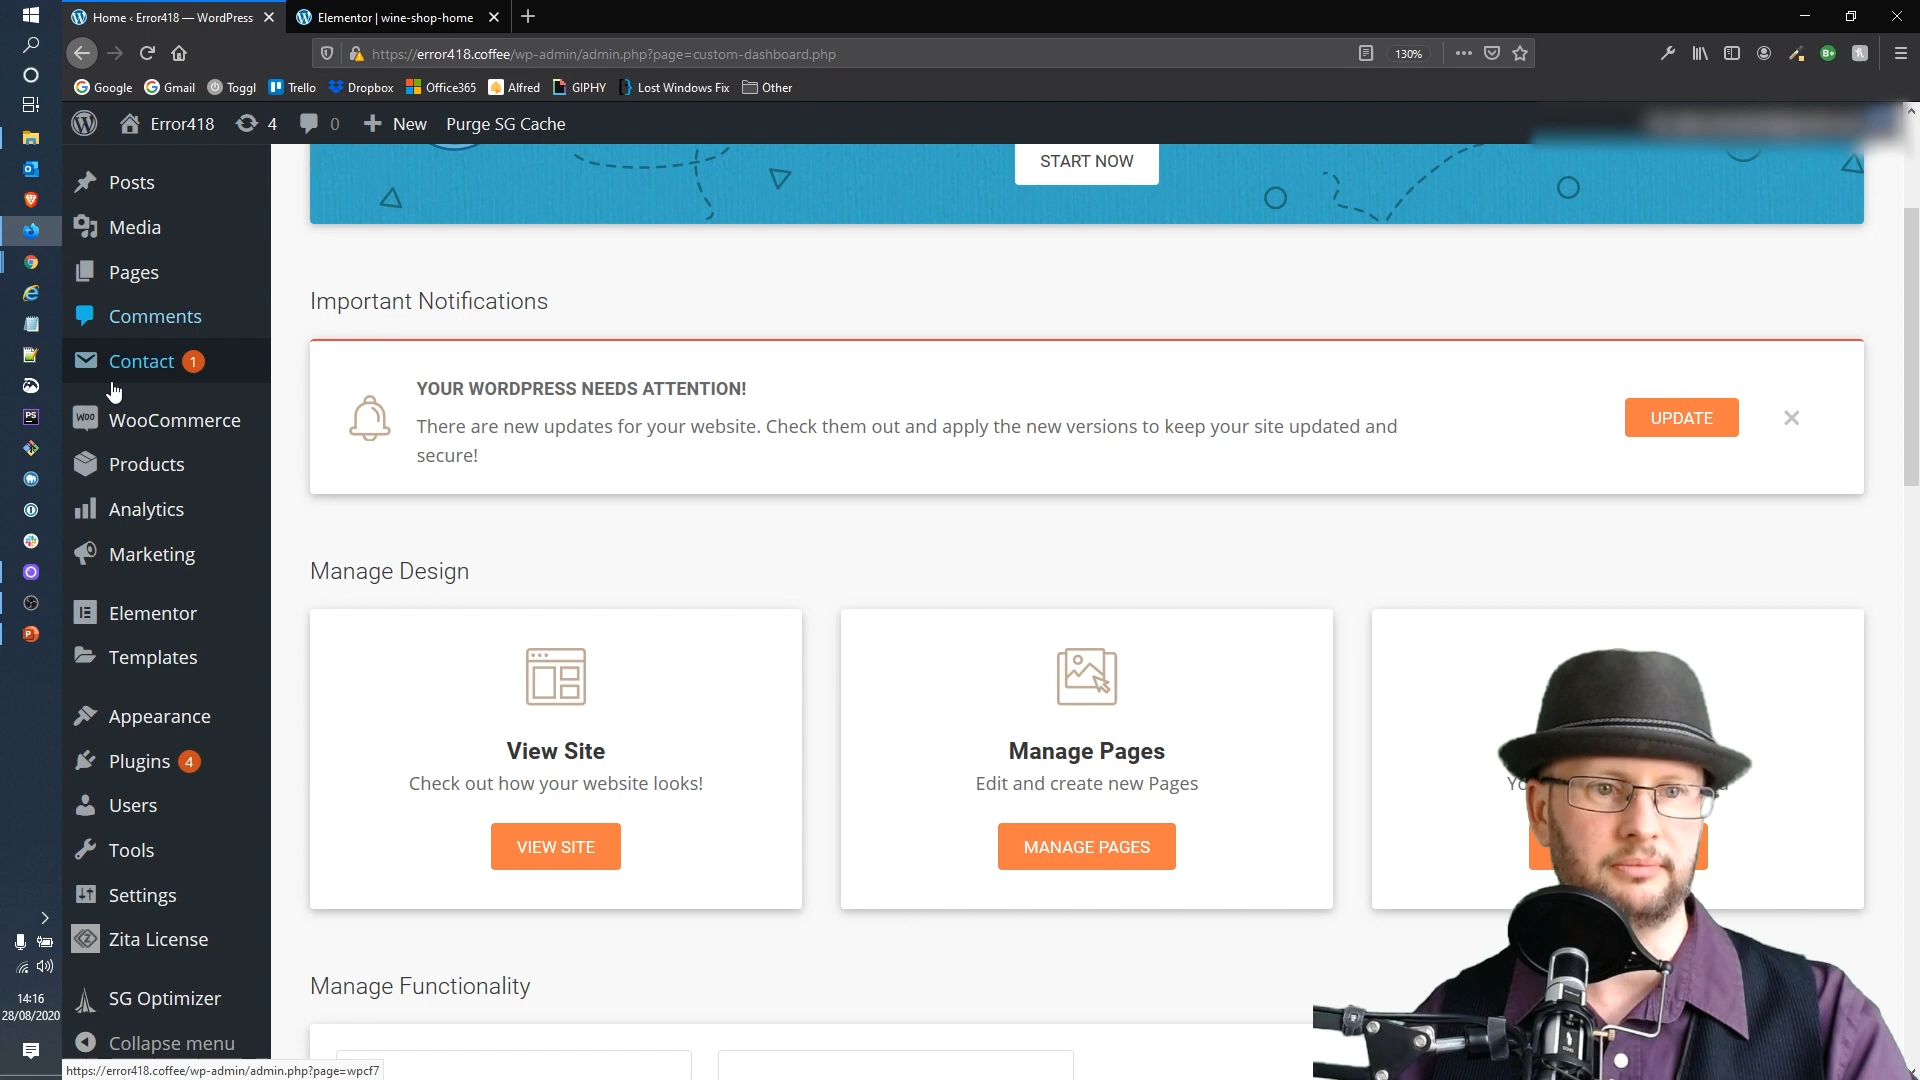 Home ‹ Error418 — WordPress
Elementor | wine-shop-home
https://error418.coffee/wp-admin/admin.php?page=custom-dashboard.php
130%
Google
Gmail
Toggl
Trello
Dropbox
Office365
Alfred
GIPHY
Lost Windows Fix
Other
Error418
4
0
New
Purge SG Cache
Posts
Media
Pages
Comments
Contact 1
WooCommerce
Products
Analytics
Marketing
Elementor
Templates
Appearance
Plugins 4
Users
Tools
Settings
Zita License
SG Optimizer
Collapse menu
START NOW
Important Notifications
YOUR WORDPRESS NEEDS ATTENTION!
There are new updates for your website. Check them out and apply the new versions to keep your site updated and
secure!
UPDATE
Manage Design
View Site
Check out how your website looks!
VIEW SITE
Manage Pages
Edit and create new Pages
MANAGE PAGES
Manage Functionality
14:16
28/08/2020
https://error418.coffee/wp-admin/admin.php?page=wpcf7